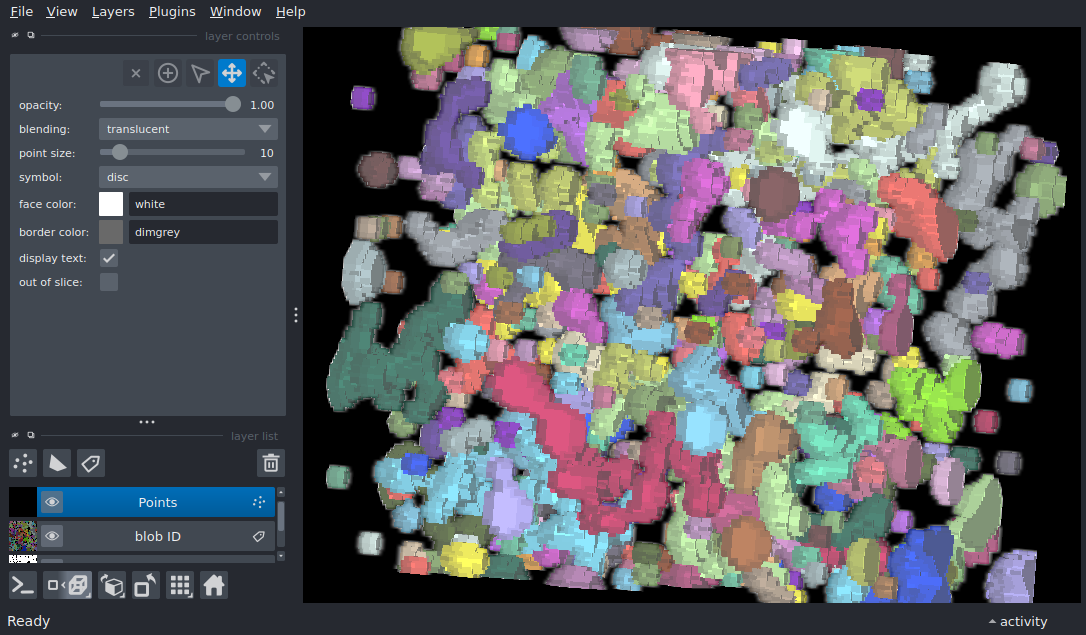 File View Layers Plugins Window Help
layer controls
opacity: 1.00
blending: translucent
point size: 10
symbol: disc
face color: white
border color: dimgrey
display text:
out of slice:
layer list
Points
blob ID
Ready
activity